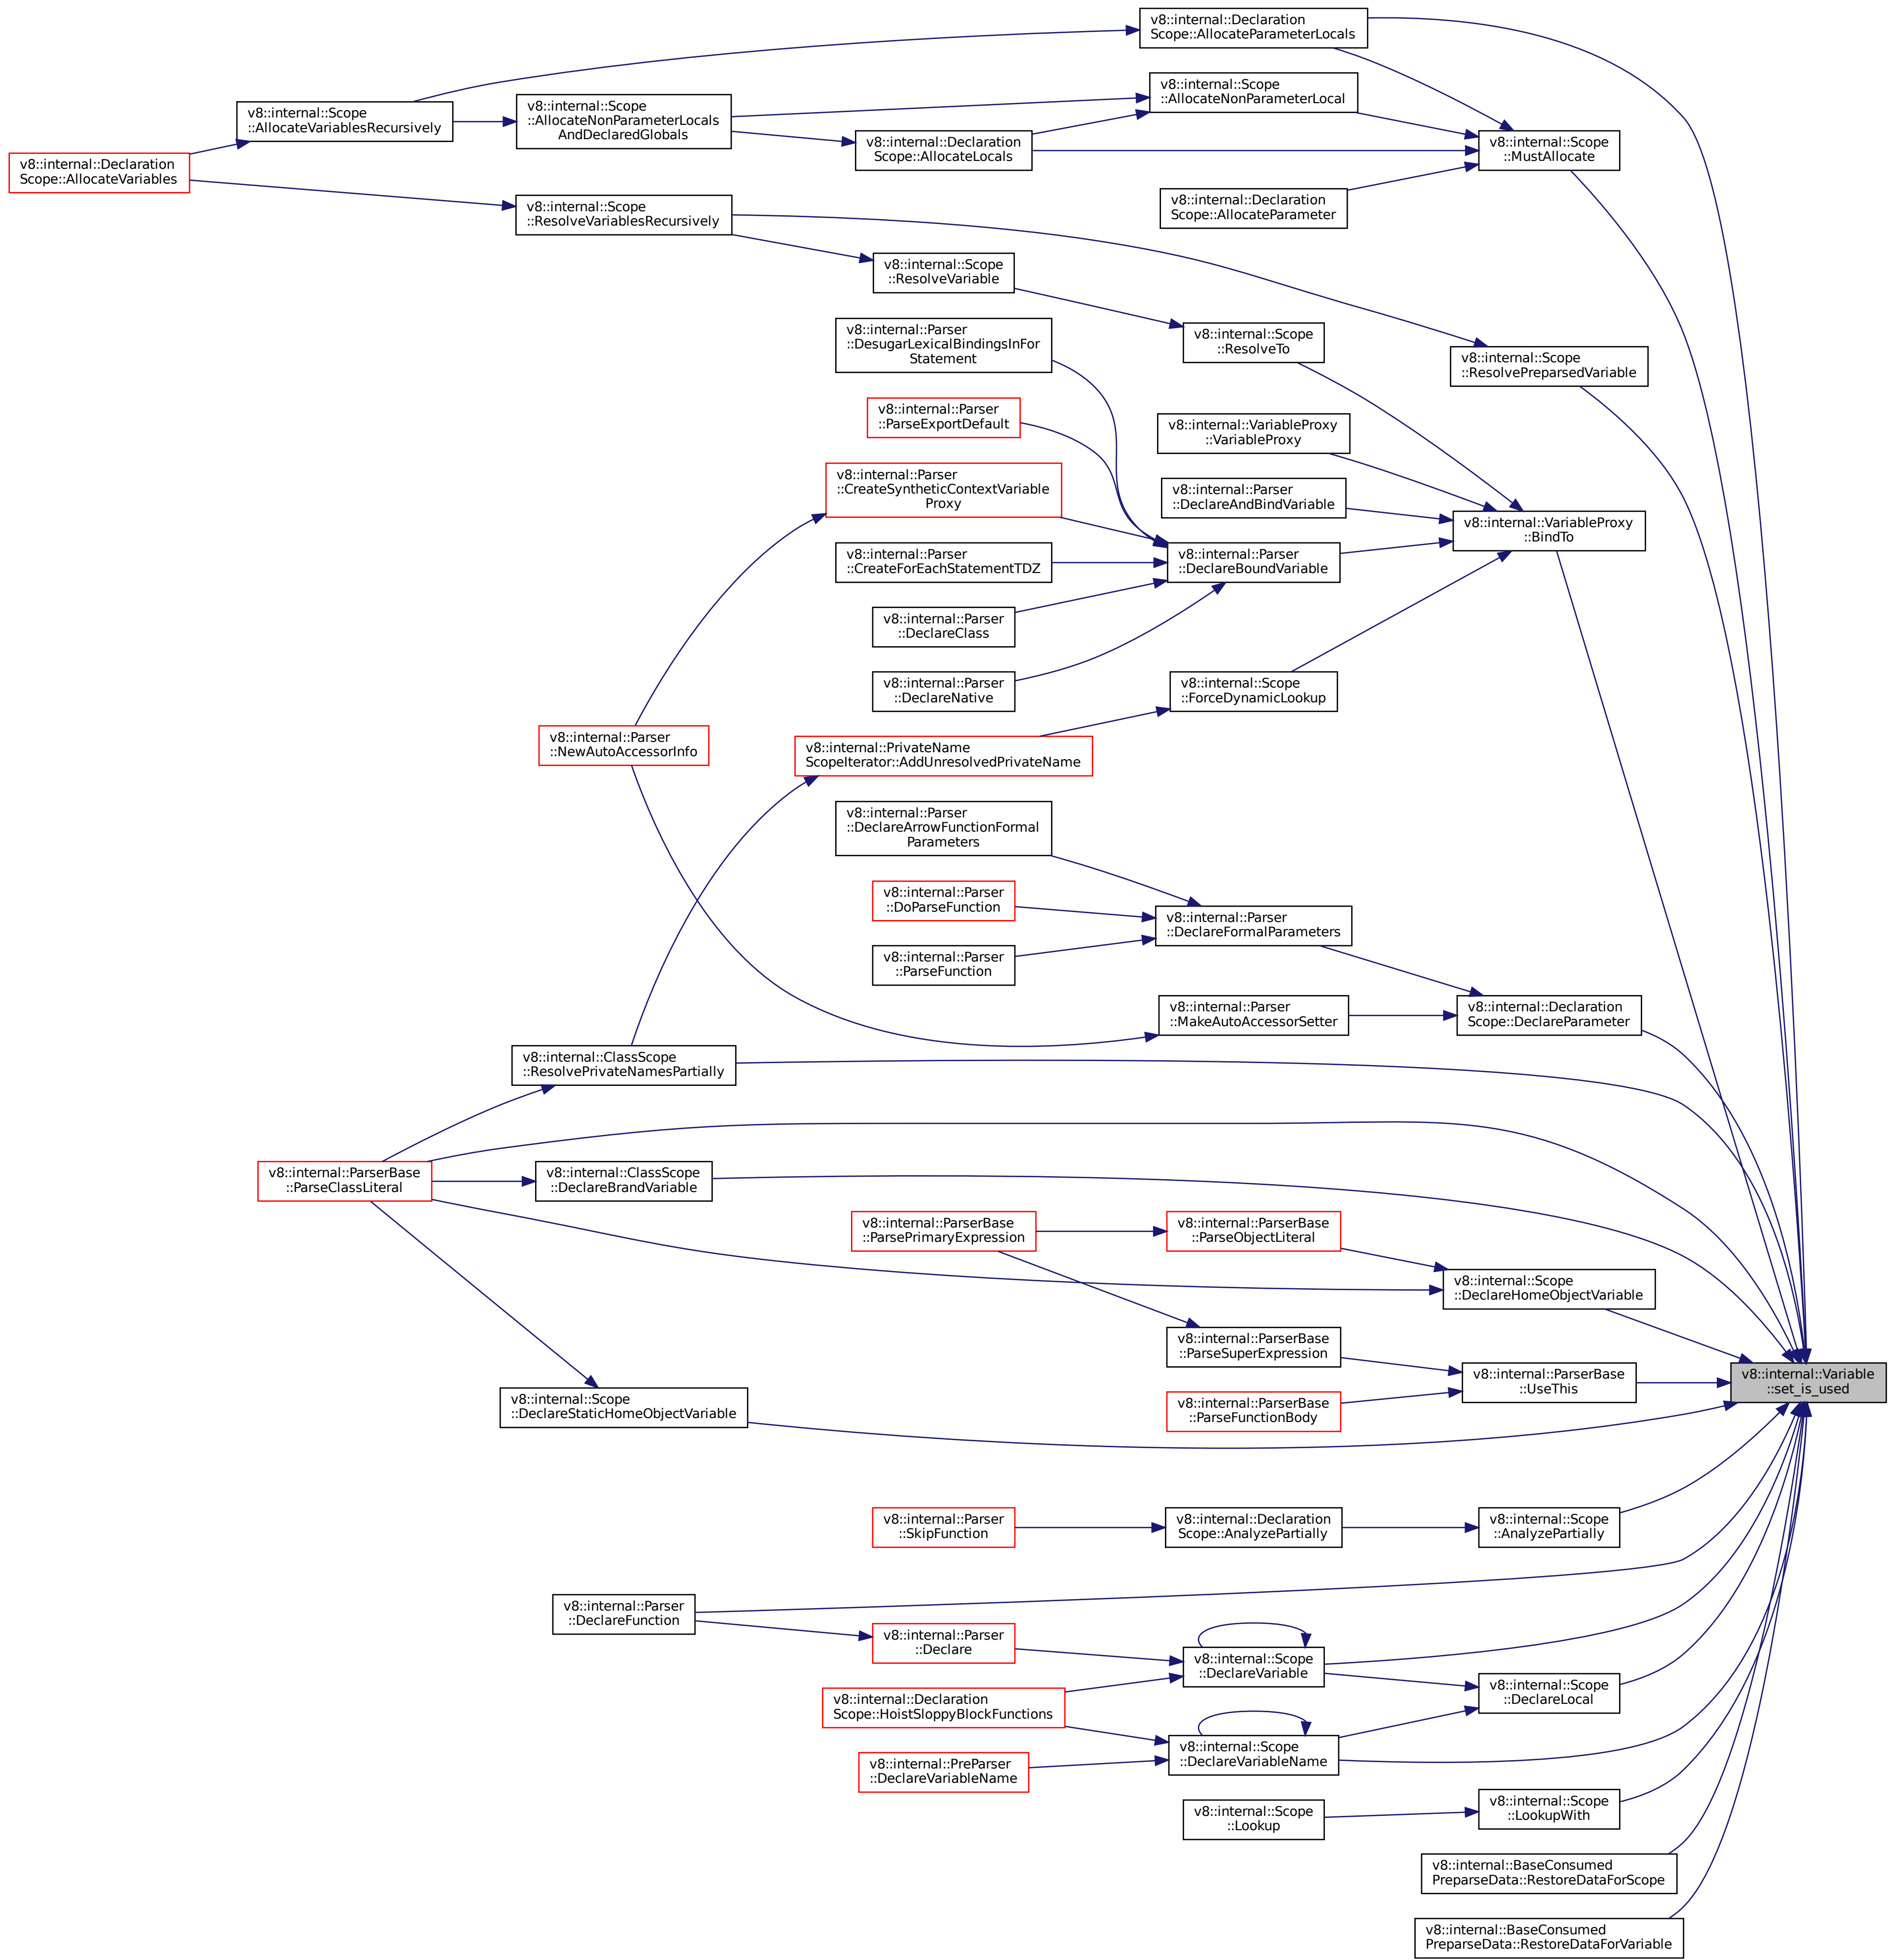 v8::internal::Declaration
Scope::AllocateParameterLocals
v8::internal::Scope
::AllocateNonParameterLocal
v8::internal::Scope
::AllocateVariablesRecursively
v8::internal::Scope
::AllocateNonParameterLocals
AndDeclaredGlobals
v8::internal::Declaration
Scope::AllocateLocals
v8::internal::Scope
::MustAllocate
v8::internal::Declaration
Scope::AllocateVariables
v8::internal::Declaration
Scope::AllocateParameter
v8::internal::Scope
::ResolveVariablesRecursively
v8::internal::Scope
::ResolveVariable
v8::internal::Parser
::DesugarLexicalBindingsInFor
Statement
v8::internal::Scope
::ResolveTo
v8::internal::Scope
::ResolvePreparsedVariable
v8::internal::Parser
::ParseExportDefault
v8::internal::VariableProxy
::VariableProxy
v8::internal::Parser
::CreateSyntheticContextVariable
Proxy
v8::internal::Parser
::DeclareAndBindVariable
v8::internal::VariableProxy
::BindTo
v8::internal::Parser
::CreateForEachStatementTDZ
v8::internal::Parser
::DeclareBoundVariable
v8::internal::Parser
::DeclareClass
v8::internal::Parser
::DeclareNative
v8::internal::Scope
::ForceDynamicLookup
v8::internal::Parser
::NewAutoAccessorInfo
v8::internal::PrivateName
ScopeIterator::AddUnresolvedPrivateName
v8::internal::Parser
::DeclareArrowFunctionFormal
Parameters
v8::internal::Parser
::DoParseFunction
v8::internal::Parser
::DeclareFormalParameters
v8::internal::Parser
::ParseFunction
v8::internal::Parser
::MakeAutoAccessorSetter
v8::internal::Declaration
Scope::DeclareParameter
v8::internal::ClassScope
::ResolvePrivateNamesPartially
v8::internal::ParserBase
::ParseClassLiteral
v8::internal::ClassScope
::DeclareBrandVariable
v8::internal::ParserBase
::ParsePrimaryExpression
v8::internal::ParserBase
::ParseObjectLiteral
v8::internal::Scope
::DeclareHomeObjectVariable
v8::internal::ParserBase
::ParseSuperExpression
v8::internal::ParserBase
::UseThis
v8::internal::Variable
::set_is_used
v8::internal::Scope
::DeclareStaticHomeObjectVariable
v8::internal::ParserBase
::ParseFunctionBody
v8::internal::Parser
::SkipFunction
v8::internal::Declaration
Scope::AnalyzePartially
v8::internal::Scope
::AnalyzePartially
v8::internal::Parser
::DeclareFunction
v8::internal::Parser
::Declare
v8::internal::Scope
::DeclareVariable
v8::internal::Scope
::DeclareLocal
v8::internal::Declaration
Scope::HoistSloppyBlockFunctions
v8::internal::Scope
::DeclareVariableName
v8::internal::PreParser
::DeclareVariableName
v8::internal::Scope
::Lookup
v8::internal::Scope
::LookupWith
v8::internal::BaseConsumed
PreparseData::RestoreDataForScope
v8::internal::BaseConsumed
PreparseData::RestoreDataForVariable